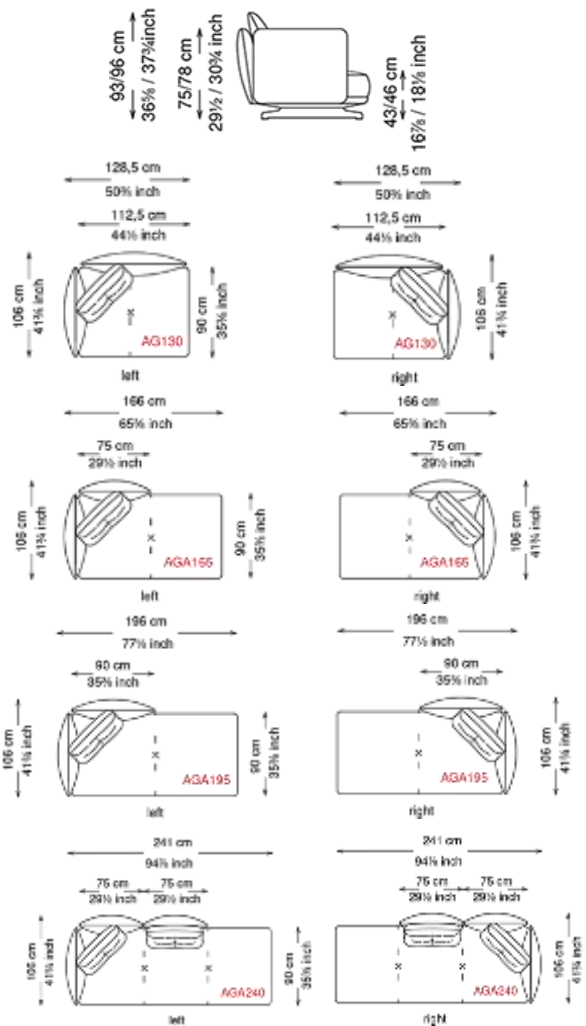 93/96 cm
36⅝ / 37¾inch
75/78 cm
29½ / 30¾ inch
43/46 cm
16⅞ / 18⅛ inch
128,5 cm
50⅝ inch
128,5 cm
50⅝ inch
112,5 cm
44¼ inch
112,5 cm
44¼ inch
106 cm
41¾ inch
90 cm
35⅜ inch
106 cm
41¾ inch
AG130
AG130
left
right
166 cm
65⅜ inch
166 cm
65⅜ inch
75 cm
29½ inch
75 cm
29½ inch
106 cm
41¾ inch
90 cm
35⅜ inch
106 cm
41¾ inch
AGA165
AGA165
left
right
196 cm
77⅛ inch
196 cm
77⅛ inch
90 cm
35⅜ inch
90 cm
35⅜ inch
106 cm
41¾ inch
90 cm
35⅜ inch
106 cm
41¾ inch
AGA195
AGA195
left
right
241 cm
94⅞ inch
241 cm
94⅞ inch
75 cm
29½ inch
75 cm
29½ inch
75 cm
29½ inch
75 cm
29½ inch
106 cm
41¾ inch
90 cm
35⅜ inch
106 cm
41¾ inch
AGA240
AGA240
left
right